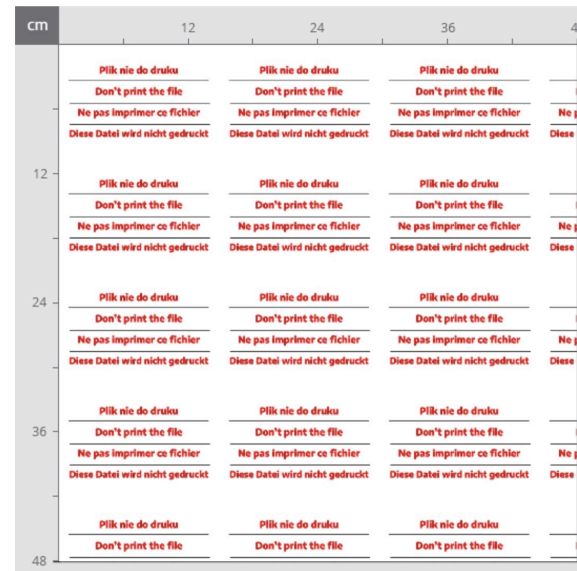 cm 12 24 36
Plik nie do druku Plik nie do druku Plik nie do druku
Don't print the file Don't print the file Don't print the file
Ne pas imprimer ce fichier Ne pas imprimer ce fichier Ne pas imprimer ce fichier Ne
Diese Datei wird nicht gedruckt Diese Datei wird nicht gedruckt Diese Datei wird nicht gedruckt Diese
12
Plik nie do druku Plik nie do druku Plik nie do druku
Don't print the file Don't print the file Don't print the file
Ne pas imprimer ce fichier Ne pas imprimer ce fichier Ne pas imprimer ce fichier Ne
Diese Datei wird nicht gedruckt Diese Datei wird nicht gedruckt Diese Datei wird nicht gedruckt Diese
24 Plik nie do druku Plik nie do druku Plik nie do druku
Don't print the file Don't print the file Don't print the file
Ne pas imprimer ce fichier Ne pas imprimer ce fichier Ne pas imprimer ce fichier Ne
Diese Datei wird nicht gedruckt Diese Datei wird nicht gedruckt Diese Datei wird nicht gedruckt Diese
Plik nie do druku Plik nie do druku Plik nie do druku
36 Don't print the file Don't print the file Don't print the file
Ne pas imprimer ce fichier Ne pas imprimer ce fichier Ne pas imprimer ce fichier Ne
Diese Datei wird nicht gedruckt Diese Datei wird nicht gedruckt Diese Datei wird nicht gedruckt Diese
Plik nie do druku Plik nie do druku Plik nie do druku
Don't print the file Don't print the file Don't print the file
48